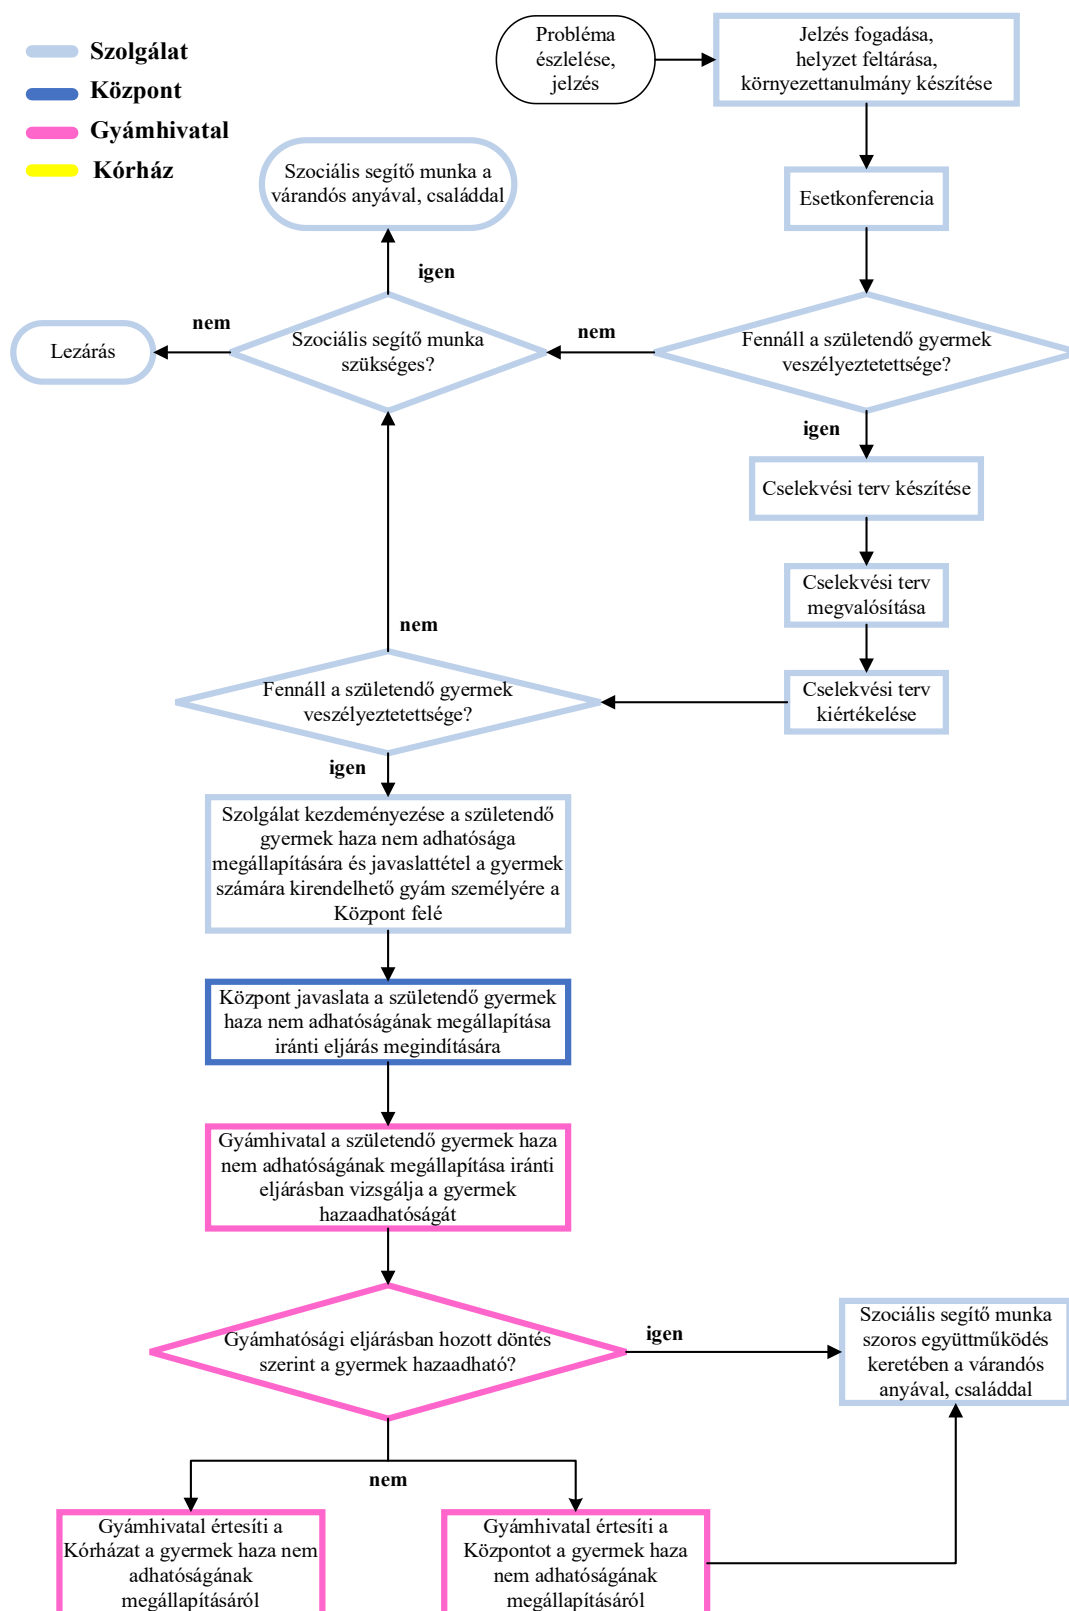 Szolgálat
Központ
Gyámhivatal
Kórház
Probléma
észlelése,
jelzés
Jelzés fogadása,
helyzet feltárása,
környezettanulmány készítése
Szociális segítő munka a
várandós anyával, családdal
Esetkonferencia
igen
nem
Lezárás
Szociális segítő munka
szükséges?
nem
Fennáll a születendő gyermek
veszélyeztetettsége?
igen
Cselekvési terv készítése
Cselekvési terv
megvalósítása
nem
Cselekvési terv
kiértékelése
Fennáll a születendő gyermek
veszélyeztetettsége?
igen
Szolgálat kezdeményezése a születendő
gyermek haza nem adhatósága
megállapítására és javaslattétel a gyermek
számára kirendelhető gyám személyére a
Központ felé
Központ javaslata a születendő gyermek
haza nem adhatóságának megállapítása
iránti eljárás megindítására
Gyámhivatal a születendő gyermek haza
nem adhatóságának megállapítása iránti
eljárásban vizsgálja a gyermek
hazaadhatóságát
Gyámhatósági eljárásban hozott döntés
szerint a gyermek hazaadható?
igen
Szociális segítő munka
szoros együttműködés
keretében a várandós
anyával, családdal
nem
Gyámhivatal értesíti a
Kórházat a gyermek haza nem
adhatóságának
megállapításáról
Gyámhivatal értesíti a
Központot a gyermek haza
nem adhatóságának
megállapításáról